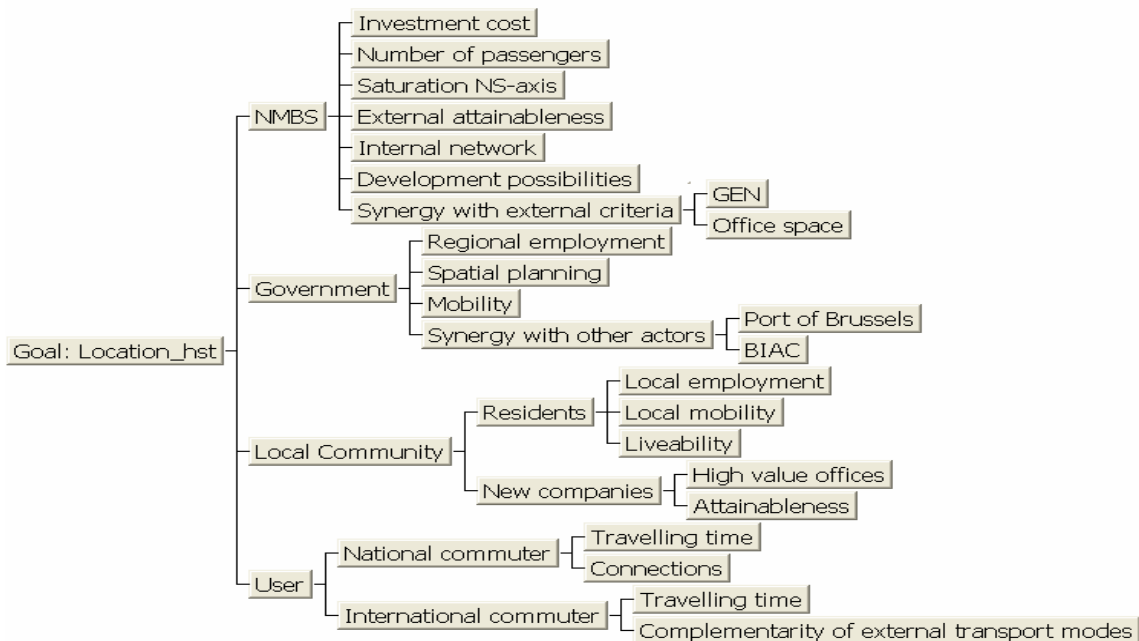 Goal: Location_hst
NMBS
Investment cost
Number of passengers
Saturation NS-axis
External attainableness
Internal network
Development possibilities
Synergy with external criteria
GEN
Office space
Government
Regional employment
Spatial planning
Mobility
Synergy with other actors
Port of Brussels
BIAC
Local Community
Residents
Local employment
Local mobility
Liveability
New companies
High value offices
Attainableness
User
National commuter
Travelling time
Connections
International commuter
Travelling time
Complementarity of external transport modes